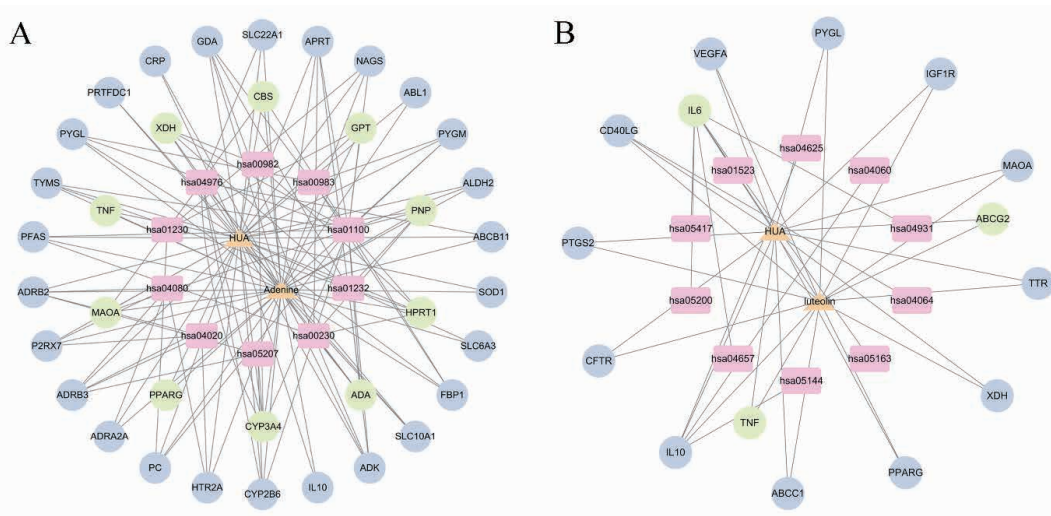 A
SLC22A1
GDA
APRT
CRP
NAGS
PRTFDC1
CBS
ABL1
XDH
GPT
PYGL
PYGM
hsa00982
hsa04976
hsa00983
TYMS
ALDH2
TNF
PNP
hsa01230
hsa01100
PFAS
HUA
ABCB11
hsa04080
Adenine
hsa01232
ADRB2
SOD1
MAOA
HPRT1
hsa04020
hsa00230
P2RX7
SLC6A3
hsa05207
ADRB3
PPARG
ADA
FBP1
CYP3A4
ADRA2A
SLC10A1
PC
ADK
HTR2A
CYP2B6
IL10
B
PYGL
VEGFA
IGF1R
IL6
CD40LG
hsa04625
hsa01523
hsa04060
MAOA
ABCG2
hsa05417
HUA
hsa04931
PTGS2
TTR
hsa05200
luteolin
hsa04064
CFTR
hsa04657
hsa05163
hsa05144
XDH
TNF
IL10
PPARG
ABCC1